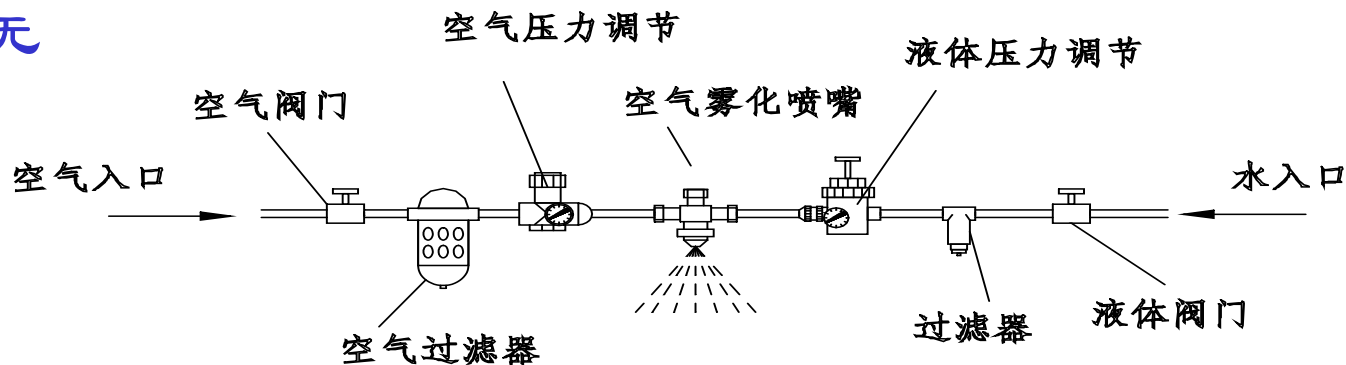 无
空气压力调节
液体压力调节
空气阀门
空气雾化喷嘴
空气入口
水入口
空气过滤器
过滤器
液体阀门